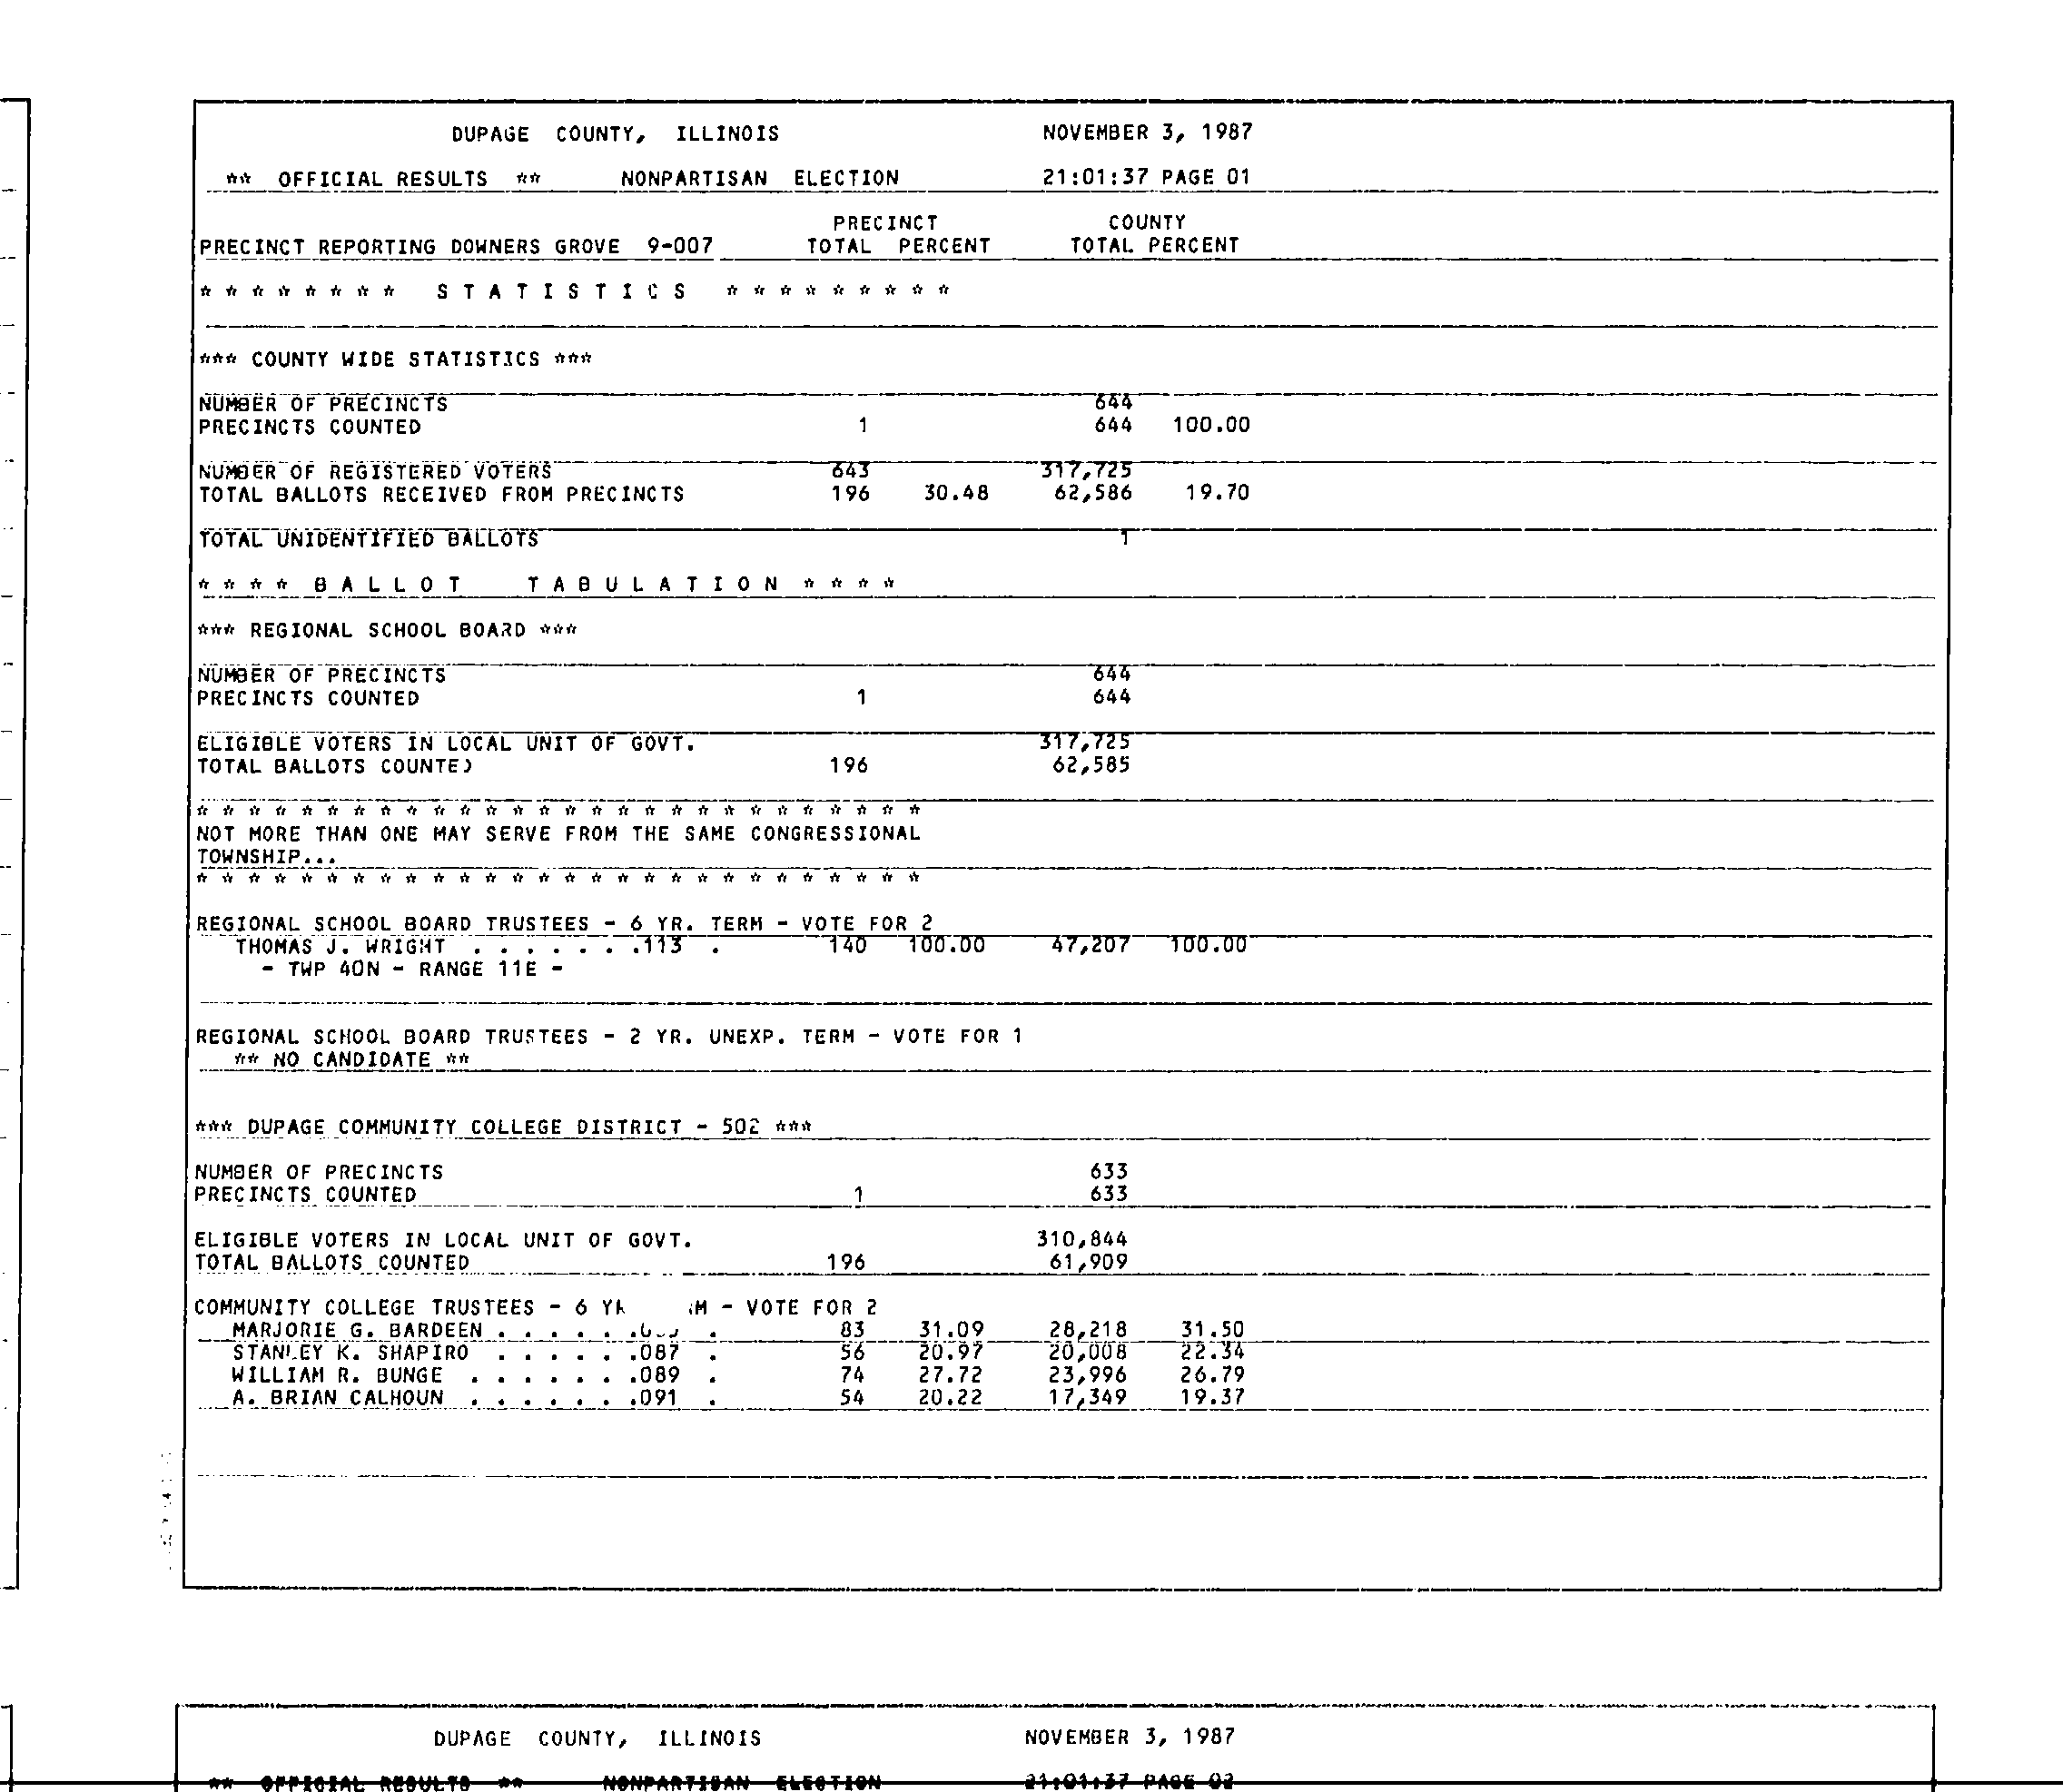 DUPAGE COUNTY, ILLINOIS NOVEMBER 3, 1987
** OFFICIAL RESULTS ** NONPARTISAN ELECTION 21:01:37 PAGE 01
PRECINCT COUNTY
PRECINCT REPORTING DOWNERS GROVE 9-007 TOTAL PERCENT TOTAL PERCENT
* * * * * * * * S T A T I S T I C S * * * * * * * * *
*** COUNTY WIDE STATISTICS ***
NUMBER OF PRECINCTS 644
PRECINCTS COUNTED 1 644 100.00
NUMBER OF REGISTERED VOTERS 643 317,725
TOTAL BALLOTS RECEIVED FROM PRECINCTS 196 30.48 62,586 19.70
TOTAL UNIDENTIFIED BALLOTS 1
* * * * B A L L O T T A B U L A T I O N * * * *
*** REGIONAL SCHOOL BOARD ***
NUMBER OF PRECINCTS 644
PRECINCTS COUNTED 1 644
ELIGIBLE VOTERS IN LOCAL UNIT OF GOVT. 317,725
TOTAL BALLOTS COUNTED 196 62,585
* * * * * * * * * * * * * * * * * * * * * * * * * * * *
NOT MORE THAN ONE MAY SERVE FROM THE SAME CONGRESSIONAL
TOWNSHIP...
* * * * * * * * * * * * * * * * * * * * * * * * * * * *
REGIONAL SCHOOL BOARD TRUSTEES - 6 YR. TERM - VOTE FOR 2
THOMAS J. WRIGHT . . . . . . .113 . 140 100.00 47,207 100.00
- TWP 40N - RANGE 11E -
REGIONAL SCHOOL BOARD TRUSTEES - 2 YR. UNEXP. TERM - VOTE FOR 1
** NO CANDIDATE **
*** DUPAGE COMMUNITY COLLEGE DISTRICT - 502 ***
NUMBER OF PRECINCTS 633
PRECINCTS COUNTED 1 633
ELIGIBLE VOTERS IN LOCAL UNIT OF GOVT. 310,844
TOTAL BALLOTS COUNTED 196 61,909
COMMUNITY COLLEGE TRUSTEES - 6 - VOTE FOR 2
MARJORIE G. BARDEEN . . . . . . 83 31.09 28,218 31.50
STANLEY K. SHAPIRO . . . . . .087 . 56 20.97 20,008 22.34
WILLIAM R. BUNGE . . . . . . .089 . 74 27.72 23,996 26.79
A. BRIAN CALHOUN . . . . . . .091 . 54 20.22 17,349 19.37
DUPAGE COUNTY, ILLINOIS NOVEMBER 3, 1987
** OFFICIAL RESULTS ** NONPARTISAN ELECTION 21:01:37 PAGE 02